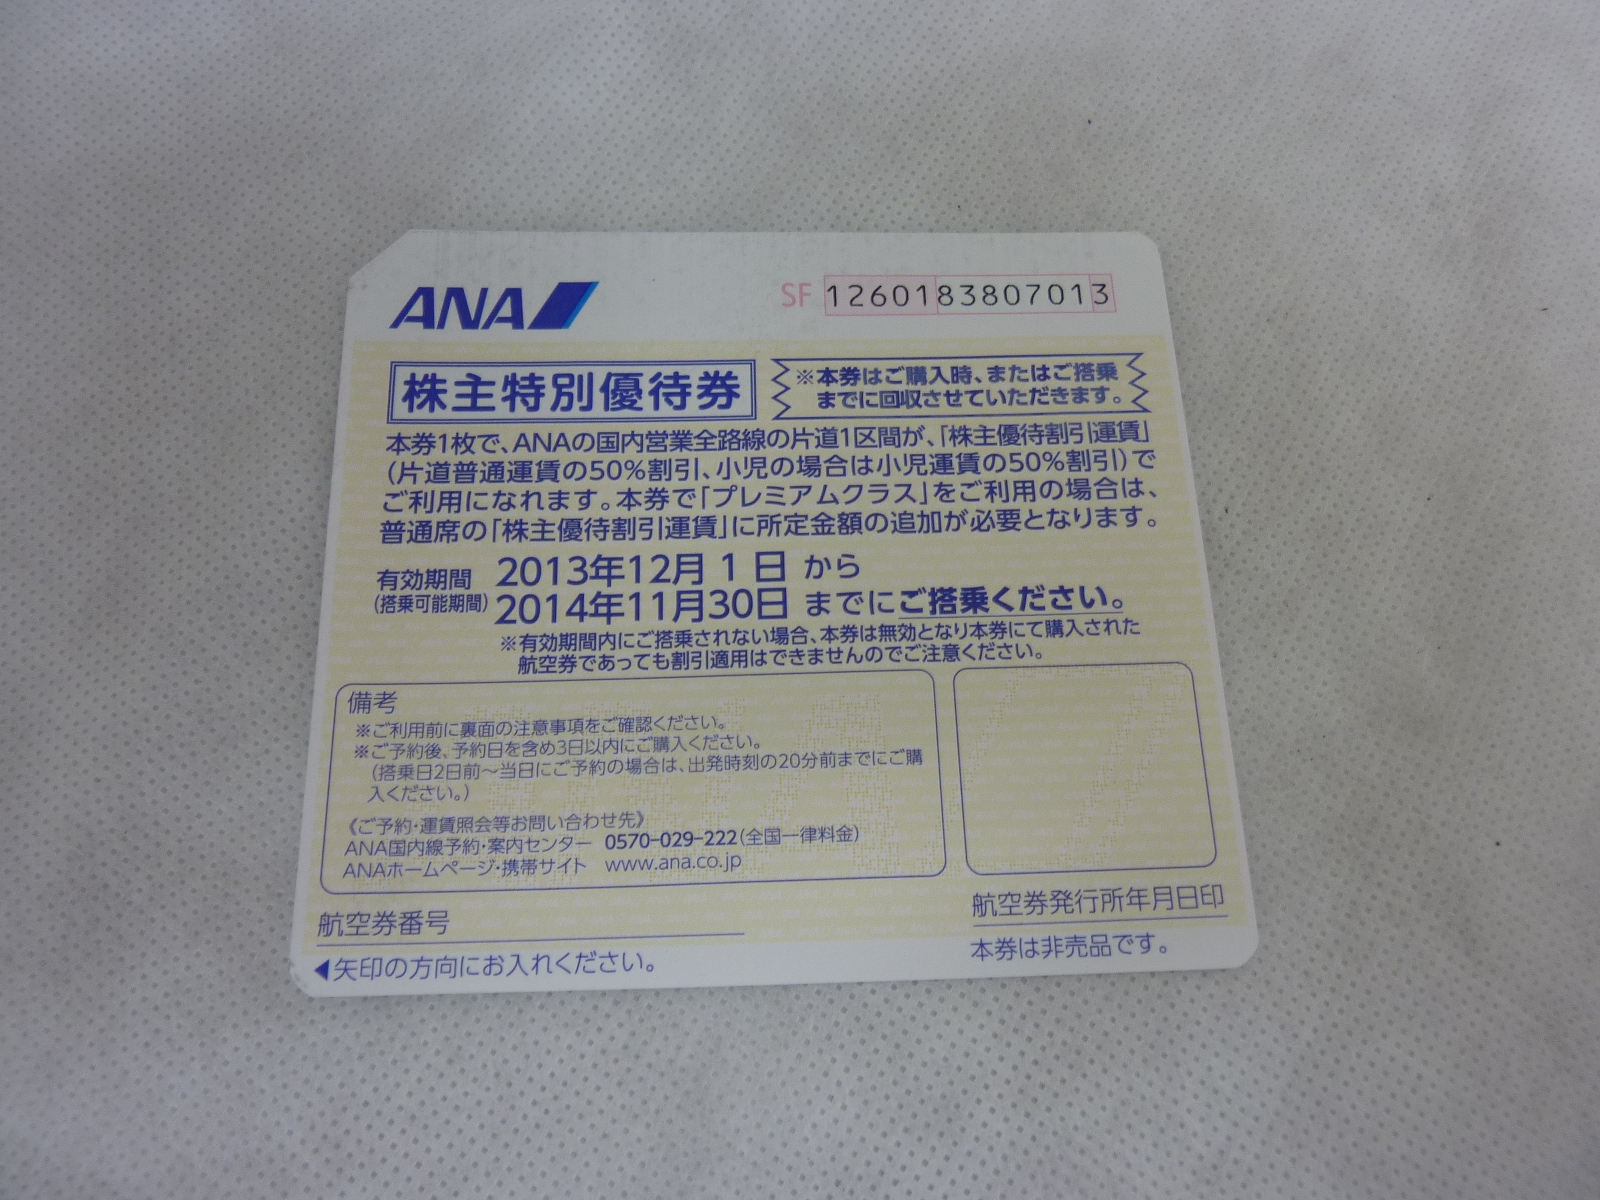 ANA
SF 12601838070 13
株主特別優待券
※本券はご購入時、またはご搭乗
までに回収させていただきます。
本券1枚で、ANAの国内営業全路線の片道1区間が、「株主優待割引運賃」
（片道普通運賃の50%割引、小児の場合は小児運賃の50%割引）で
ご利用になれます。本券で「プレミアムクラス」をご利用の場合は、
普通席の「株主優待割引運賃」に所定金額の追加が必要となります。
有効期間 2013年12月 1 日 から
（搭乗可能期間） 2014年11月30日 までにご搭乗ください。
※有効期間内にご搭乗されない場合、本券は無効となり本券にて購入された
航空券であっても割引適用はできませんのでご注意ください。
備考
※ご利用前に裏面の注意事項をご確認ください。
※ご予約後、予約日を含め3日以内にご購入ください。
（搭乗日2日前～当日にご予約の場合は、出発時刻の20分前までにご購
入ください。）
《ご予約・運賃照会等お問い合わせ先》
ANA国内線予約・案内センター 0570-029-222（全国一律料金）
ANAホームページ・携帯サイト www.ana.co.jp
航空券番号
航空券発行所年月日印
◀矢印の方向にお入れください。
本券は非売品です。